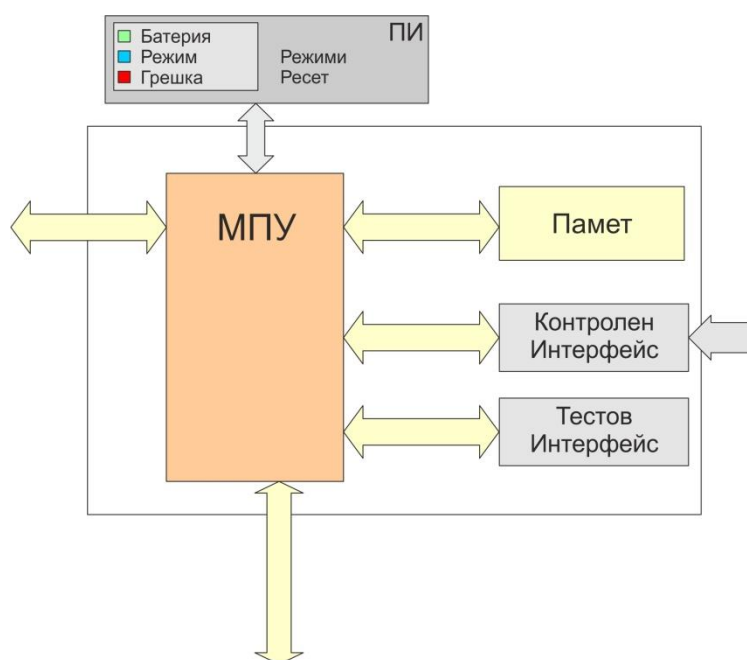 ПИ
Батерия
Режим Режими
Грешка Ресет
МПУ
Памет
Контролен
Интерфейс
Тестов
Интерфейс